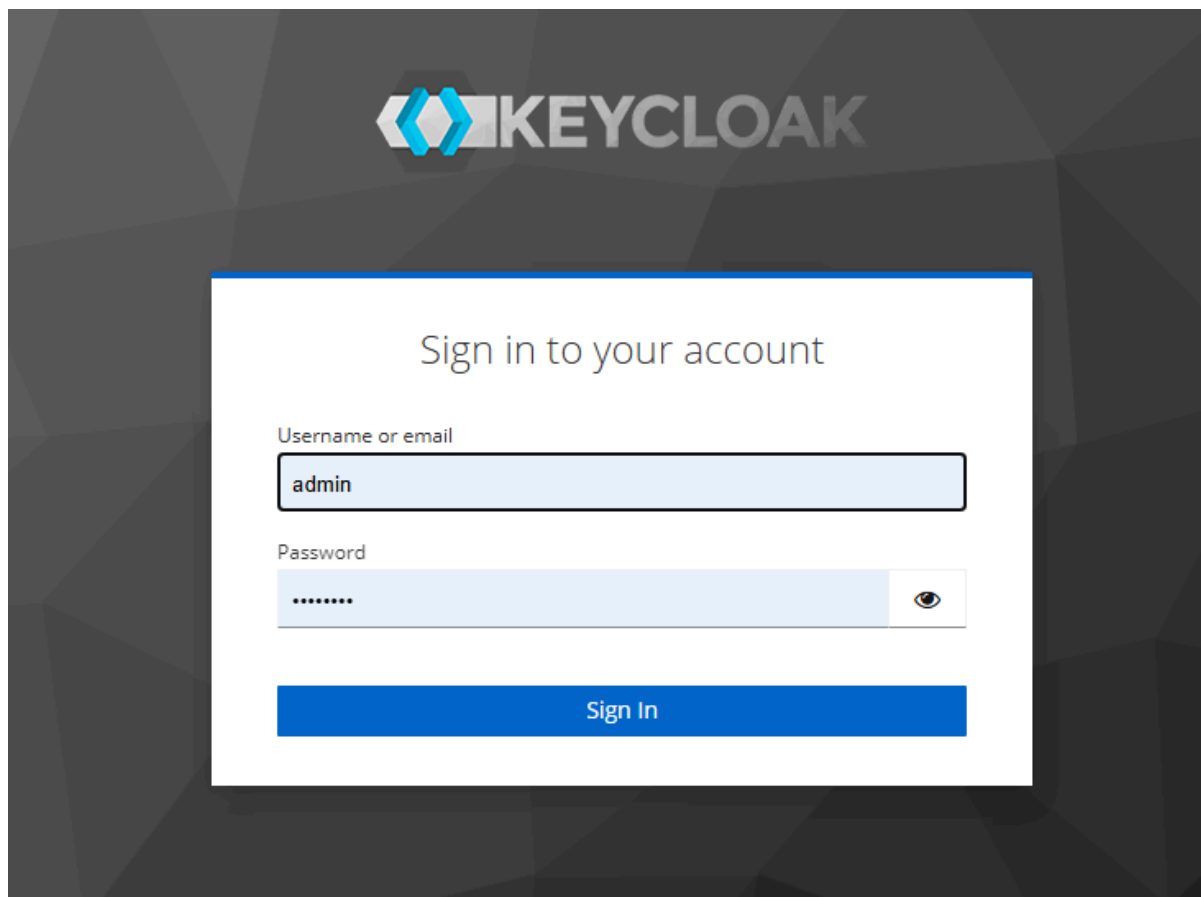 KEYCLOAK
Sign in to your account
Username or email
admin
Password
••••••••
Sign In